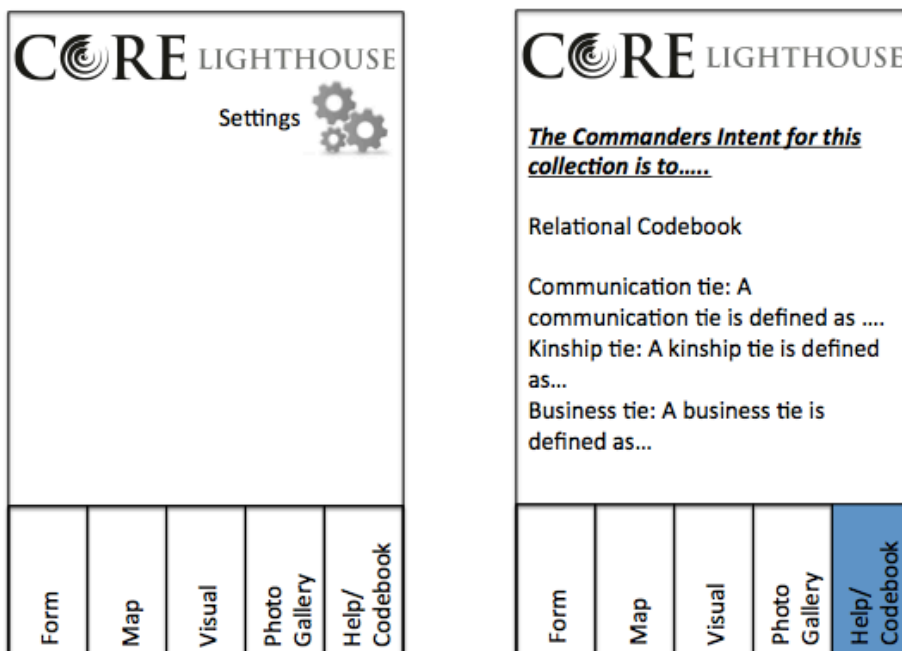 CORE LIGHTHOUSE
Settings
Form
Map
Visual
Photo
Gallery
Help/
Codebook
CORE LIGHTHOUSE
The Commanders Intent for this
collection is to.....
Relational Codebook
Communication tie: A
communication tie is defined as ....
Kinship tie: A kinship tie is defined
as...
Business tie: A business tie is
defined as...
Form
Map
Visual
Photo
Gallery
Help/
Codebook